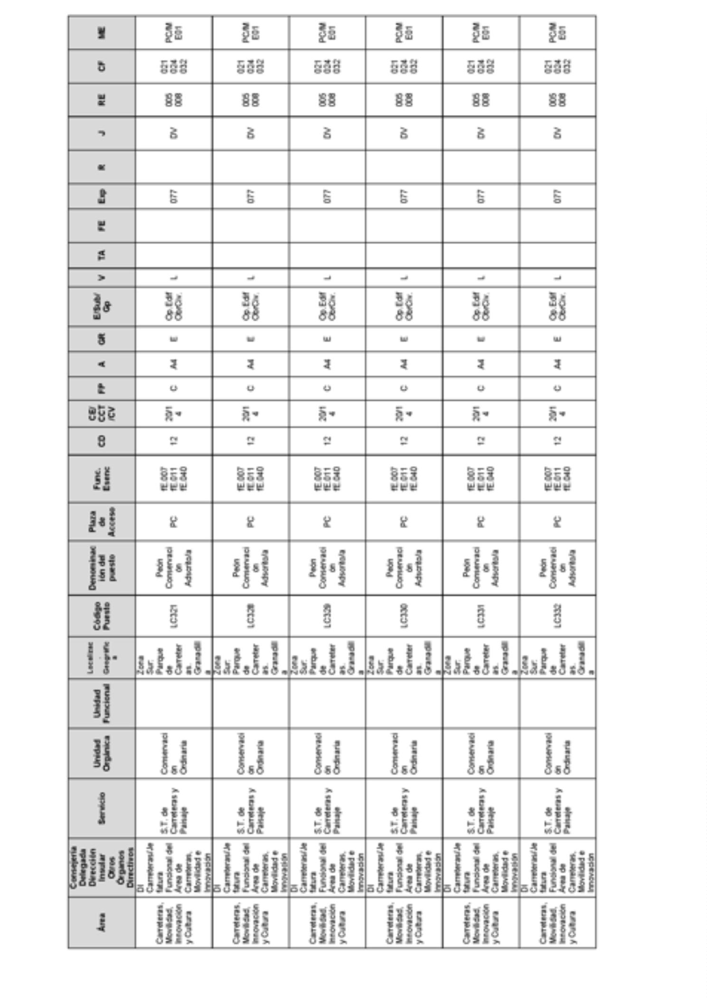 Área
Consejería
Delegada
Dirección
Insular
Otros
Órganos
Directivos
Servicio
Unidad
Orgánica
Unidad
Funcional
Localizac
.
Geográfic
a
Código
Puesto
Denominac
ión del
puesto
Plaza
de
Acceso
Func.
Esenc
CD
CE/
CCT
/CV
FP
A
GR
E/Sub/
Gp
V
TA
FE
Exp
R
J
RE
CF
ME
Carreteras,
Movilidad,
Innovación
y Cultura
DI
Carreteras/Je
fatura
Funcional del
Área de
Carreteras,
Movilidad e
Innovación
S.T. de
Carreteras y
Paisaje
Conservaci
ón
Ordinaria
Zona
Sur:
Parque
de
Carreter
as.
Granadill
a
LC321
Peón
Conservaci
ón
Adscrito/a
PC
fE.007
fE.011
fE.040
12
20/1
4
C
A4
E
Op.Edif
ObrCiv.
L
077
DV
005
008
021
024
032
PC/M
E01
Carreteras,
Movilidad,
Innovación
y Cultura
DI
Carreteras/Je
fatura
Funcional del
Área de
Carreteras,
Movilidad e
Innovación
S.T. de
Carreteras y
Paisaje
Conservaci
ón
Ordinaria
Zona
Sur:
Parque
de
Carreter
as.
Granadill
a
LC328
Peón
Conservaci
ón
Adscrito/a
PC
fE.007
fE.011
fE.040
12
20/1
4
C
A4
E
Op.Edif
ObrCiv.
L
077
DV
005
008
021
024
032
PC/M
E01
Carreteras,
Movilidad,
Innovación
y Cultura
DI
Carreteras/Je
fatura
Funcional del
Área de
Carreteras,
Movilidad e
Innovación
S.T. de
Carreteras y
Paisaje
Conservaci
ón
Ordinaria
Zona
Sur:
Parque
de
Carreter
as.
Granadill
a
LC329
Peón
Conservaci
ón
Adscrito/a
PC
fE.007
fE.011
fE.040
12
20/1
4
C
A4
E
Op.Edif
ObrCiv.
L
077
DV
005
008
021
024
032
PC/M
E01
Carreteras,
Movilidad,
Innovación
y Cultura
DI
Carreteras/Je
fatura
Funcional del
Área de
Carreteras,
Movilidad e
Innovación
S.T. de
Carreteras y
Paisaje
Conservaci
ón
Ordinaria
Zona
Sur:
Parque
de
Carreter
as.
Granadill
a
LC330
Peón
Conservaci
ón
Adscrito/a
PC
fE.007
fE.011
fE.040
12
20/1
4
C
A4
E
Op.Edif
ObrCiv.
L
077
DV
005
008
021
024
032
PC/M
E01
Carreteras,
Movilidad,
Innovación
y Cultura
DI
Carreteras/Je
fatura
Funcional del
Área de
Carreteras,
Movilidad e
Innovación
S.T. de
Carreteras y
Paisaje
Conservaci
ón
Ordinaria
Zona
Sur:
Parque
de
Carreter
as.
Granadill
a
LC331
Peón
Conservaci
ón
Adscrito/a
PC
fE.007
fE.011
fE.040
12
20/1
4
C
A4
E
Op.Edif
ObrCiv.
L
077
DV
005
008
021
024
032
PC/M
E01
Carreteras,
Movilidad,
Innovación
y Cultura
DI
Carreteras/Je
fatura
Funcional del
Área de
Carreteras,
Movilidad e
Innovación
S.T. de
Carreteras y
Paisaje
Conservaci
ón
Ordinaria
Zona
Sur:
Parque
de
Carreter
as.
Granadill
a
LC332
Peón
Conservaci
ón
Adscrito/a
PC
fE.007
fE.011
fE.040
12
20/1
4
C
A4
E
Op.Edif
ObrCiv.
L
077
DV
005
008
021
024
032
PC/M
E01